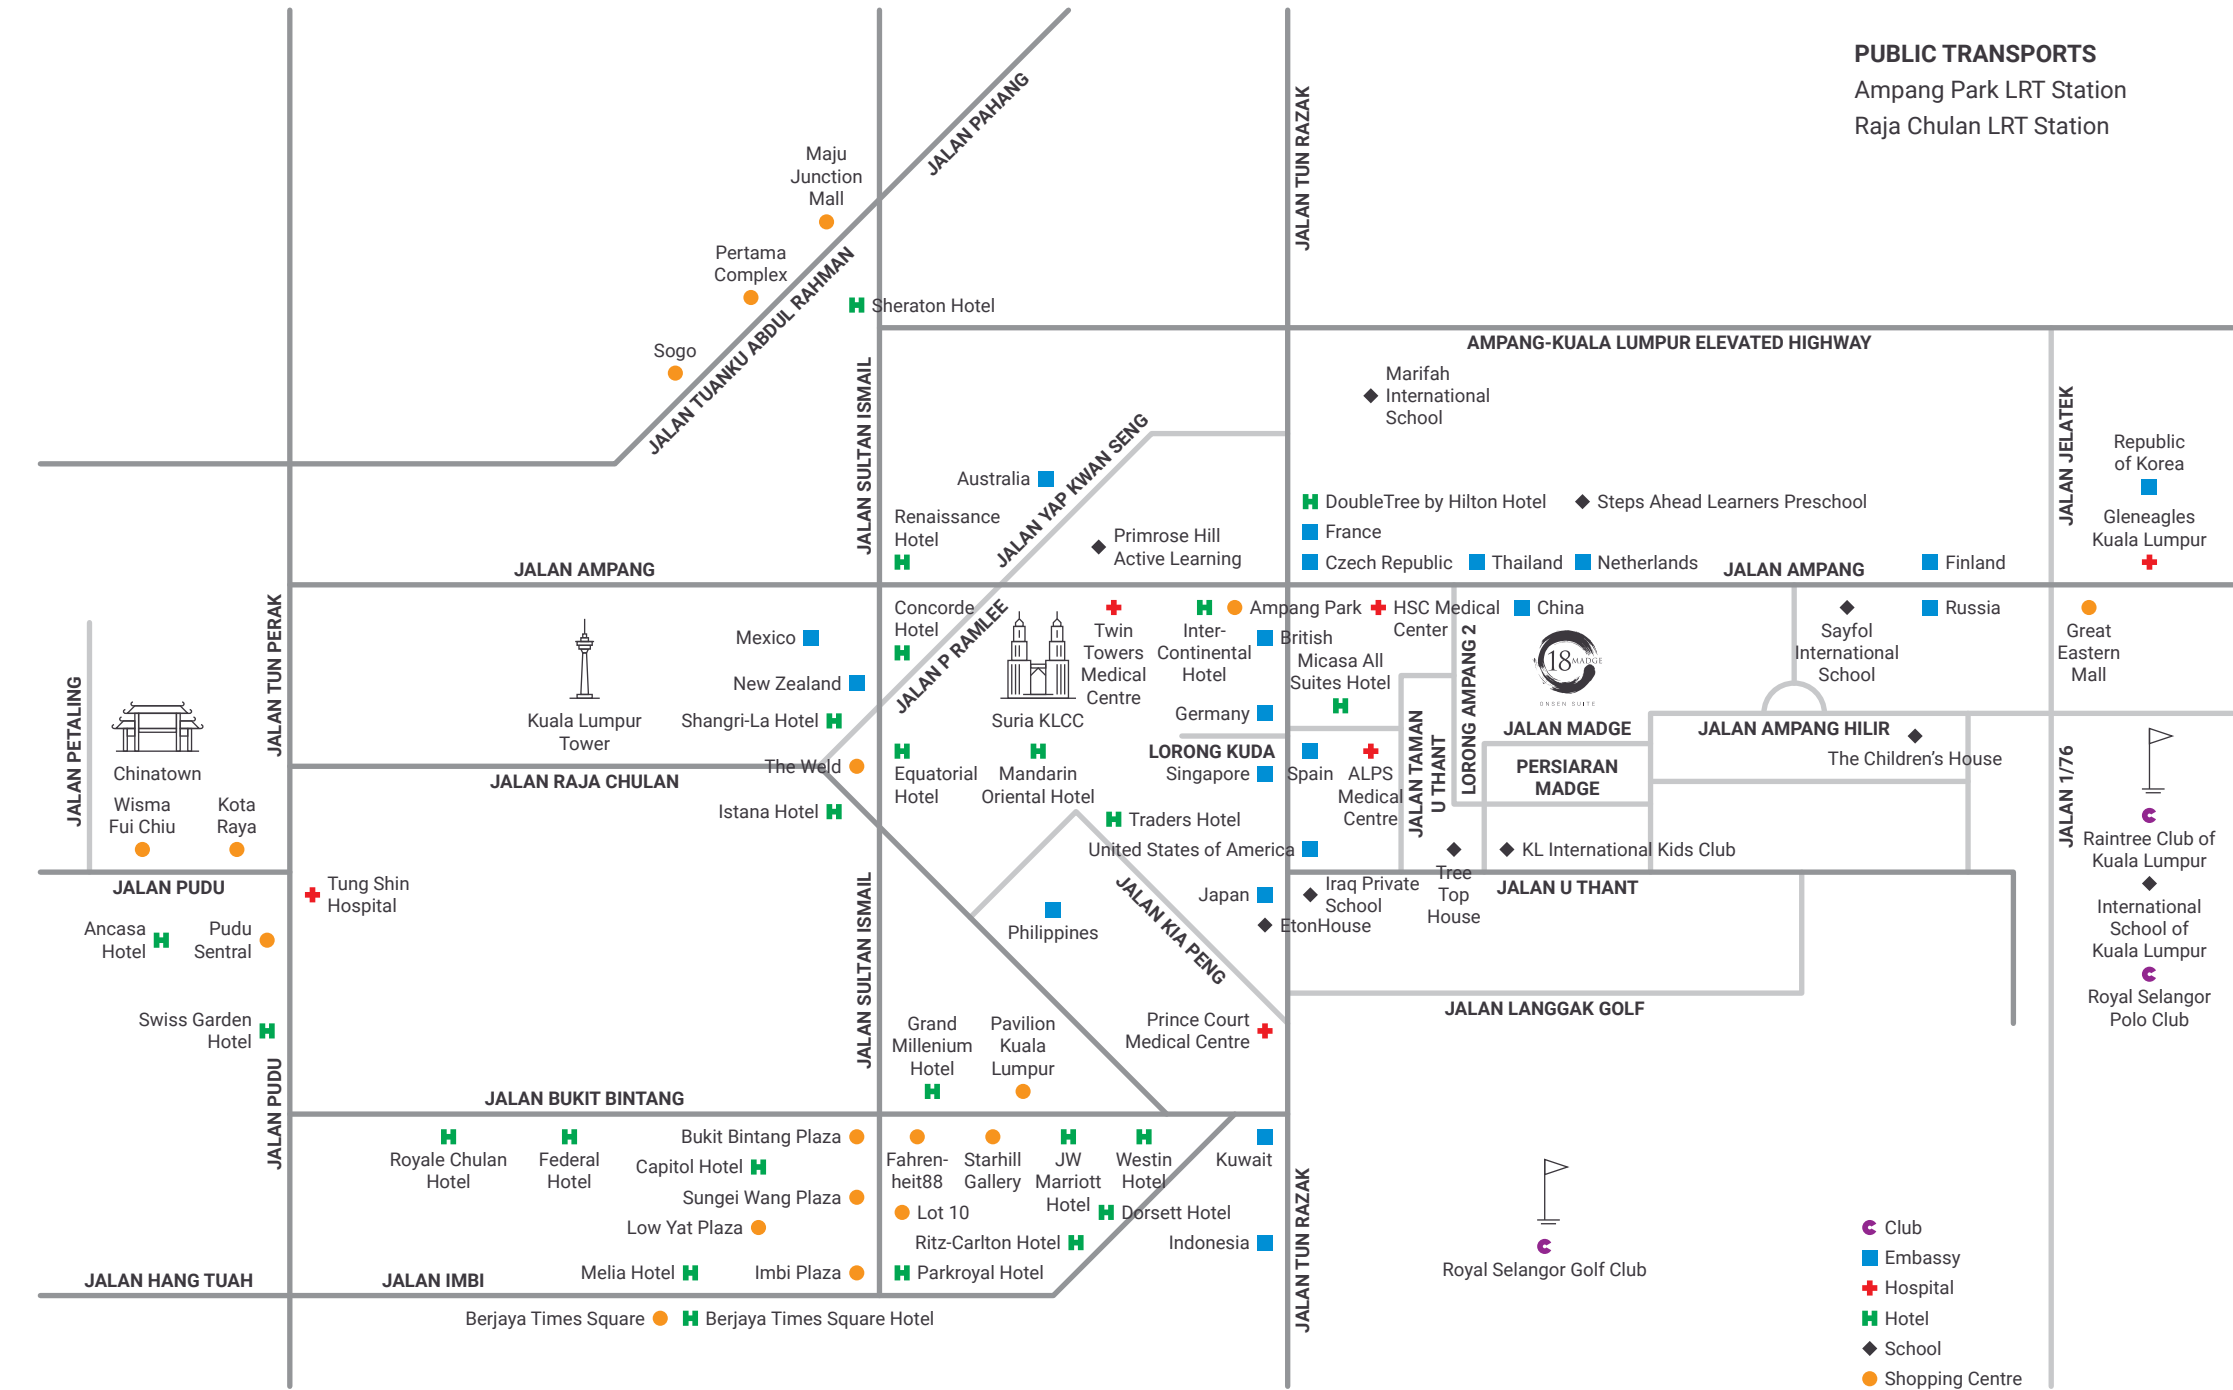 PUBLIC TRANSPORTS
Ampang Park LRT Station
Raja Chulan LRT Station
JALAN PAHANG
JALAN TUN RAZAK
Maju
Junction
Mall
Pertama
Complex
JALAN TUANKU ABDUL RAHMAN
Sheraton Hotel
Sogo
AMPANG-KUALA LUMPUR ELEVATED HIGHWAY
JALAN SULTAN ISMAIL
Marifah
International
School
JALAN JELATEK
Republic
of Korea
Australia
JALAN YAP KWAN SENG
DoubleTree by Hilton Hotel
Steps Ahead Learners Preschool
Renaissance
Hotel
France
Gleneagles
Kuala Lumpur
Primrose Hill
Active Learning
Czech Republic
Thailand
Netherlands
JALAN AMPANG
Finland
JALAN AMPANG
JALAN TUN PERAK
Concorde
Hotel
JALAN P RAMLEE
Twin
Towers
Medical
Centre
Inter-
Continental
Hotel
Ampang Park
HSC Medical
Center
China
Russia
Mexico
British
Micasa All
Suites Hotel
LORONG AMPANG 2
18 MADGE
ONSEN SUITE
Sayfol
International
School
Great
Eastern
Mall
New Zealand
Shangri-La Hotel
Kuala Lumpur
Tower
Suria KLCC
Germany
JALAN PETALING
JALAN TAMAN
U THANT
JALAN MADGE
JALAN AMPANG HILIR
The Weld
Equatorial
Hotel
Mandarin
Oriental Hotel
LORONG KUDA
Singapore
Spain
ALPS
Medical
Centre
PERSIARAN
MADGE
The Children's House
JALAN 1/76
Chinatown
JALAN RAJA CHULAN
Wisma
Fui Chiu
Kota
Raya
Istana Hotel
Traders Hotel
United States of America
KL International Kids Club
Raintree Club of
Kuala Lumpur
JALAN PUDU
Tung Shin
Hospital
JALAN SULTAN ISMAIL
JALAN KIA PENG
Japan
Iraq Private
School
Tree
Top
House
JALAN U THANT
International
School of
Kuala Lumpur
Ancasa
Hotel
Pudu
Sentral
Philippines
EtonHouse
Swiss Garden
Hotel
Grand
Millenium
Hotel
Pavilion
Kuala
Lumpur
Prince Court
Medical Centre
JALAN LANGGAK GOLF
Royal Selangor
Polo Club
JALAN PUDU
JALAN BUKIT BINTANG
Royale Chulan
Hotel
Federal
Hotel
Bukit Bintang Plaza
Capitol Hotel
Sungei Wang Plaza
Low Yat Plaza
Fahren-
heit88
Starhill
Gallery
JW
Marriott
Hotel
Westin
Hotel
Kuwait
JALAN TUN RAZAK
Lot 10
Dorsett Hotel
Ritz-Carlton Hotel
Indonesia
JALAN HANG TUAH
JALAN IMBI
Melia Hotel
Imbi Plaza
Parkroyal Hotel
Royal Selangor Golf Club
Berjaya Times Square
Berjaya Times Square Hotel
Club
Embassy
Hospital
Hotel
School
Shopping Centre